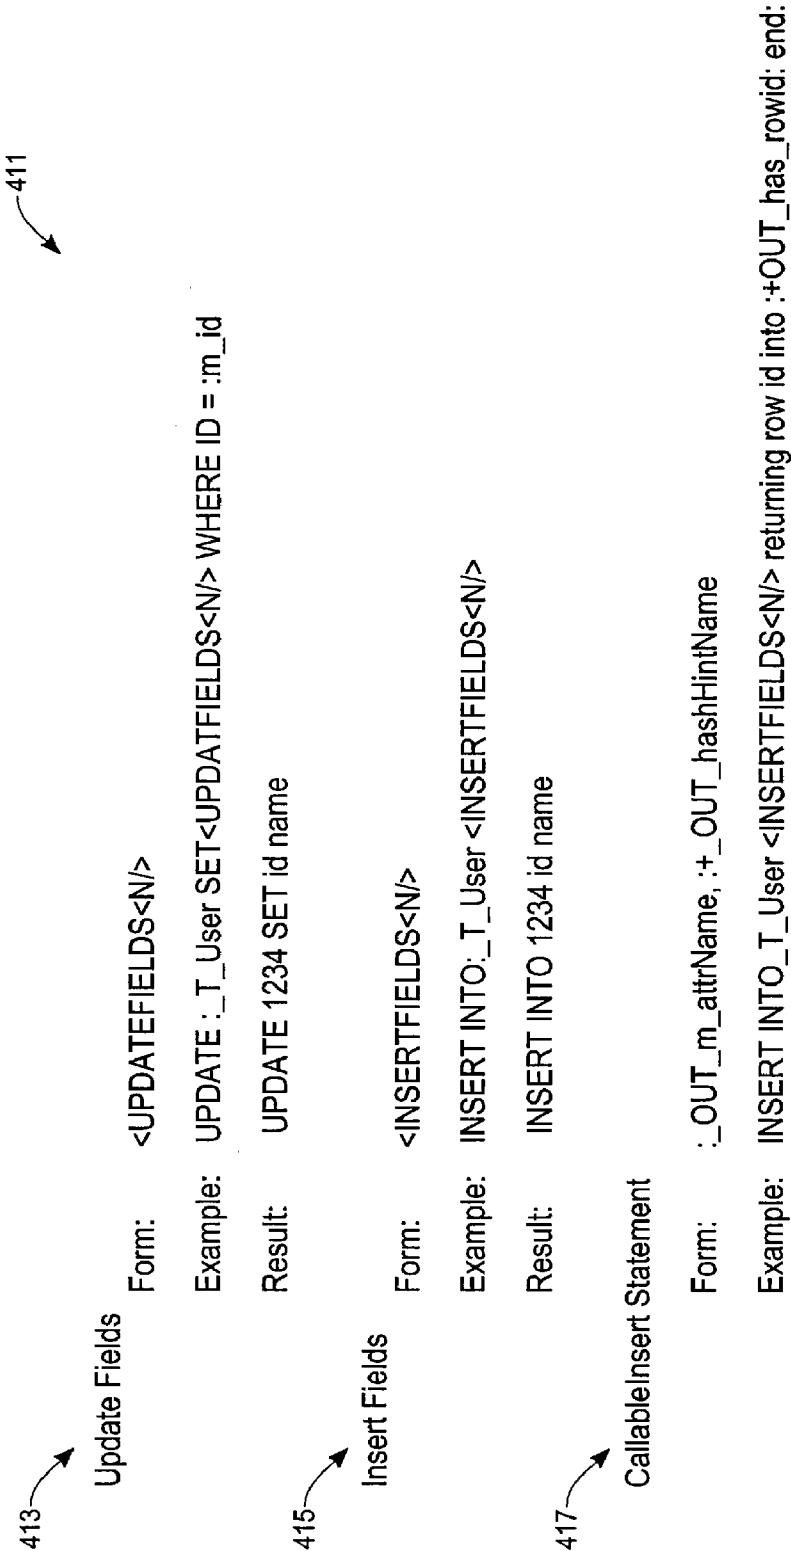 411
413
Update Fields
Form: <UPDATEFIELDS<N/>
Example: UPDATE :_T_User SET<UPDATFIELDS<N/> WHERE ID = :m_id
Result: UPDATE 1234 SET id name
415
Insert Fields
Form: <INSERTFIELDS<N/>
Example: INSERT INTO:_T_User <INSERTFIELDS<N/>
Result: INSERT INTO 1234 id name
417
CallableInsert Statement
Form: :_OUT_m_attrName, :+_OUT_hashHintName
Example: INSERT INTO_T_User <INSERTFIELDS<N/> returning row id into :+OUT_has_rowid: end: